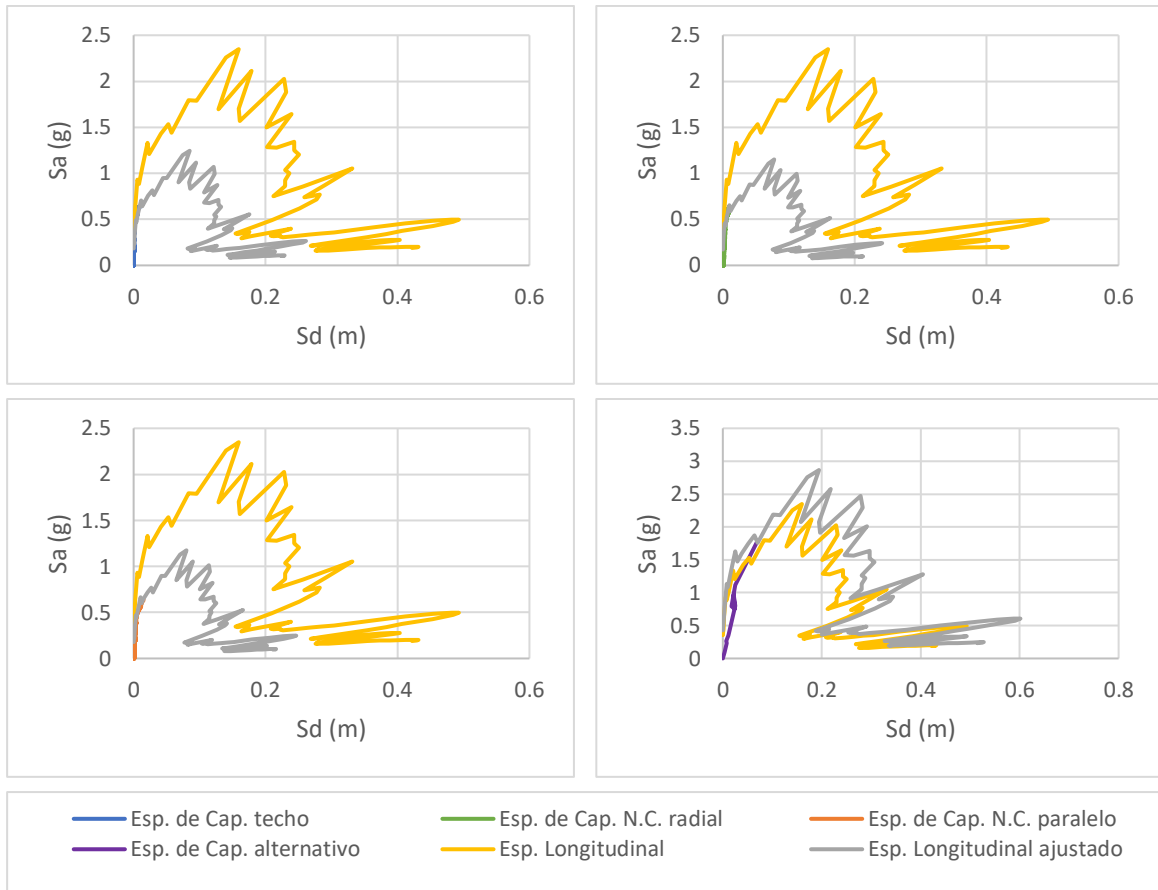 2.5
2
1.5
1
0.5
0
Sa (g)
0 0.2 0.4 0.6
Sd (m)
2.5
2
1.5
1
0.5
0
Sa (g)
0 0.2 0.4 0.6
Sd (m)
2.5
2
1.5
1
0.5
0
Sa (g)
0 0.2 0.4 0.6
Sd (m)
3.5
3
2.5
2
1.5
1
0.5
0
Sa (g)
0 0.2 0.4 0.6 0.8
Sd (m)
Esp. de Cap. techo Esp. de Cap. N.C. radial Esp. de Cap. N.C. paralelo
Esp. de Cap. alternativo Esp. Longitudinal Esp. Longitudinal ajustado